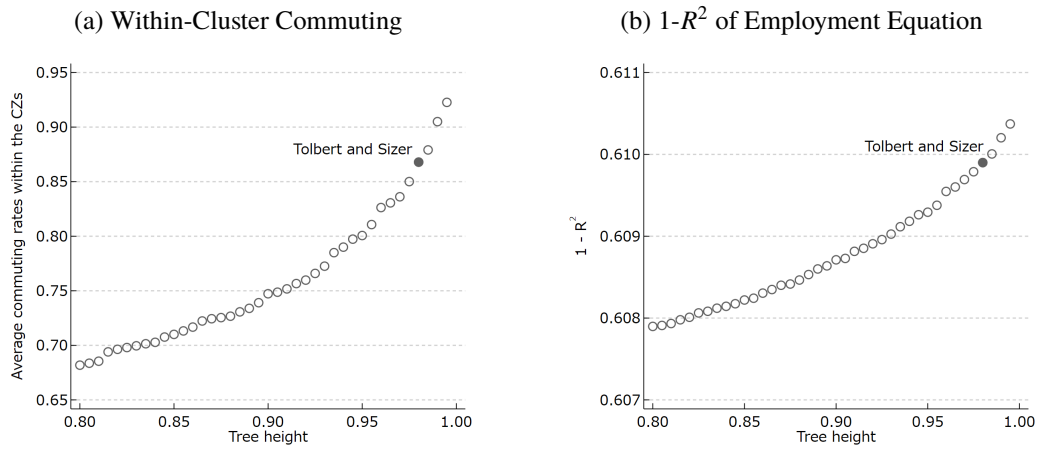 (a) Within-Cluster Commuting
Average commuting rates within the CZs
0.95
0.90
0.85
0.80
0.75
0.70
0.65
Tolbert and Sizer
0.80 0.85 0.90 0.95 1.00
Tree height
(b) 1-R² of Employment Equation
1 - R²
0.611
0.610
0.609
0.608
0.607
Tolbert and Sizer
0.80 0.85 0.90 0.95 1.00
Tree height